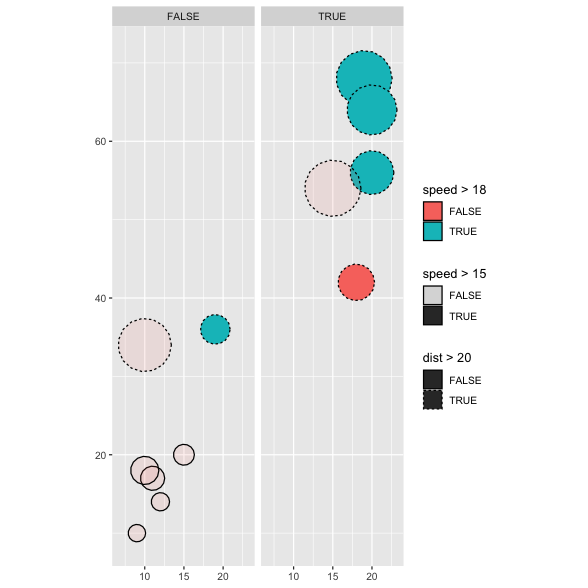 FALSE TRUE
60
40
20
10 15 20 10 15 20
speed > 18
FALSE
TRUE
speed > 15
FALSE
TRUE
dist > 20
FALSE
TRUE